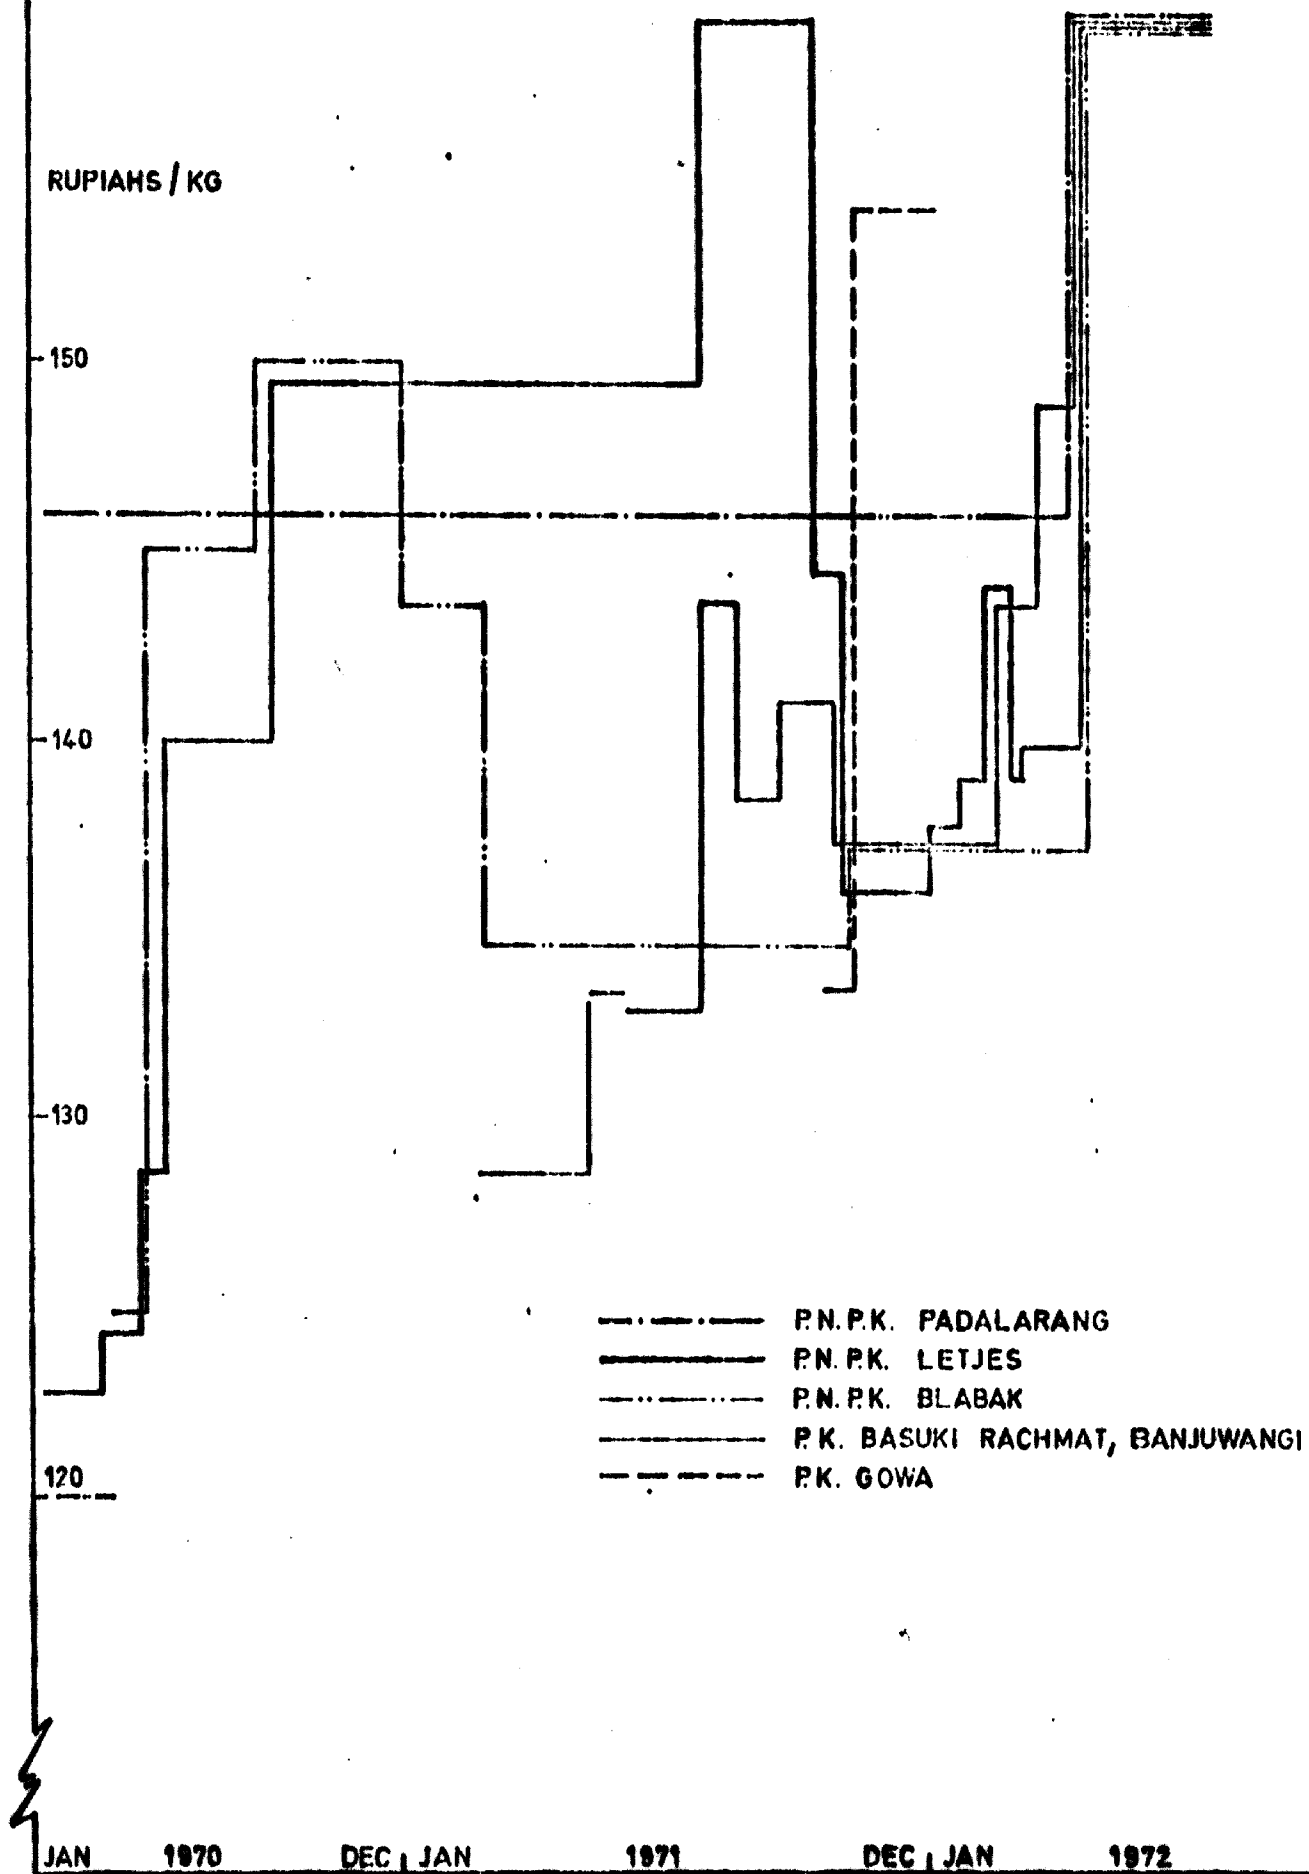 RUPIAHS / KG
150
140
130
P.N.P.K. PADALARANG
P.N.P.K. LETJES
P.N.P.K. BLABAK
P.K. BASUKI RACHMAT, BANJUWANGI
P.K. GOWA
120
JAN 1970 DEC JAN 1971 DEC JAN 1972